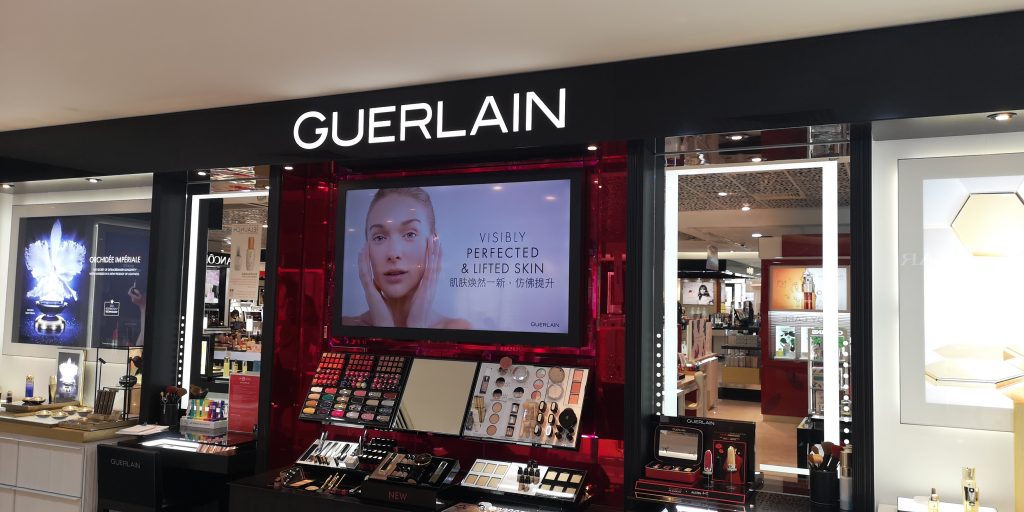 GUERLAIN
ORCHIDÉE IMPÉRIALE
VISIBLY
PERFECTED
& LIFTED SKIN
肌肤焕然一新，仿佛提升
GUERLAIN
GUERLAIN
NEW
GUERLAIN